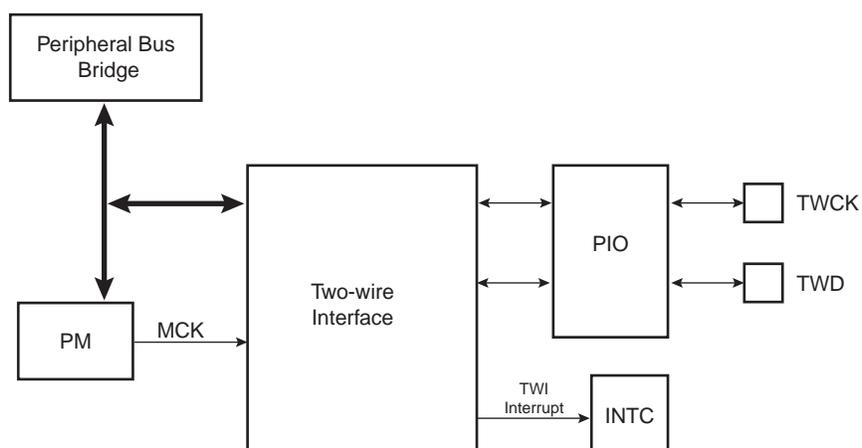 Peripheral Bus
Bridge
TWCK
PIO
TWD
Two-wire
Interface
MCK
PM
TWI
Interrupt
INTC